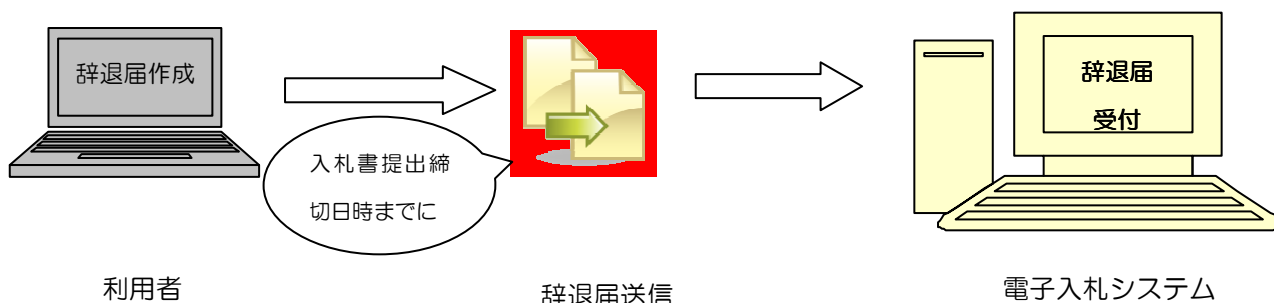 辞退届作成
入札書提出締
切日時までに
辞退届
受付
利用者
辞退届送信
電子入札システム